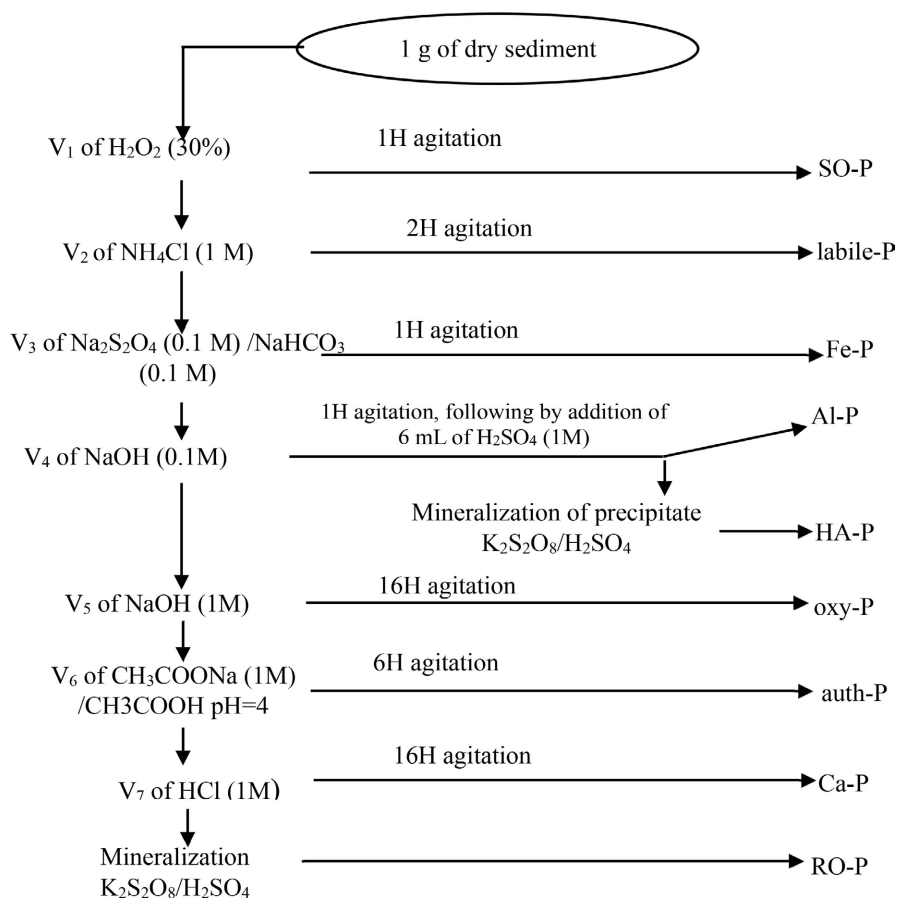 1 g of dry sediment
V₁ of H₂O₂ (30%)
1H agitation
SO-P
V₂ of NH₄Cl (1 M)
2H agitation
labile-P
V₃ of Na₂S₂O₄ (0.1 M) /NaHCO₃
(0.1 M)
1H agitation
Fe-P
V₄ of NaOH (0.1M)
1H agitation, following by addition of
6 mL of H₂SO₄ (1M)
Al-P
Mineralization of precipitate
K₂S₂O₈/H₂SO₄
HA-P
V₅ of NaOH (1M)
16H agitation
oxy-P
V₆ of CH₃COONa (1M)
/CH3COOH pH=4
6H agitation
auth-P
V₇ of HCl (1M)
16H agitation
Ca-P
Mineralization
K₂S₂O₈/H₂SO₄
RO-P